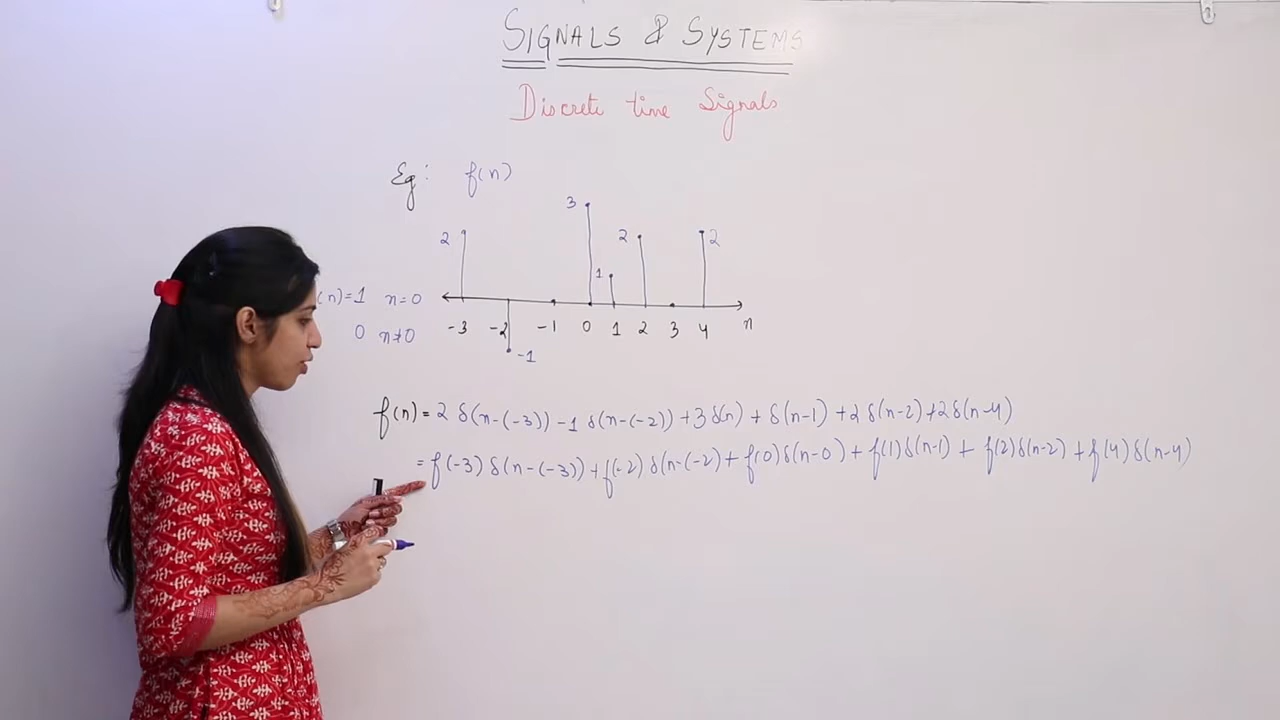 SIGNALS & SYSTEMS
Discrete time Signals
Eg: f(n)
3
2 2 2
1
(n)=1 n=0
0 n≠0
-3 -2 -1 0 1 2 3 4 n
-1
f(n) = 2 δ(n-(-3)) -1 δ(n-(-2)) +3 δ(n) + δ(n-1) +2 δ(n-2) +2δ(n-4)
= f(-3) δ(n-(-3)) + f(-2) δ(n-(-2) + f(0) δ(n-0) + f(1) δ(n-1) + f(2) δ(n-2) + f(4) δ(n-4)